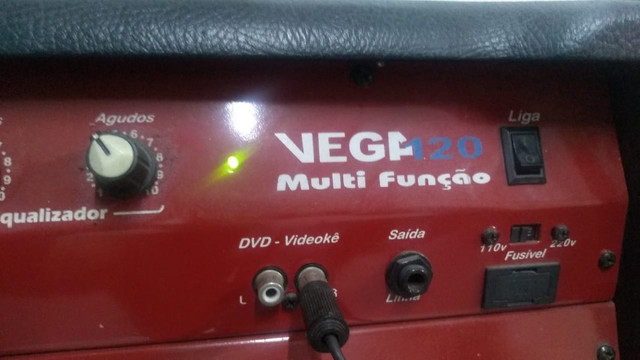 Agudos
VEGA 120
Multi Função
Liga
qualizador
DVD - Videokê
Saída
110v
220v
Fusível
L
R
Linha